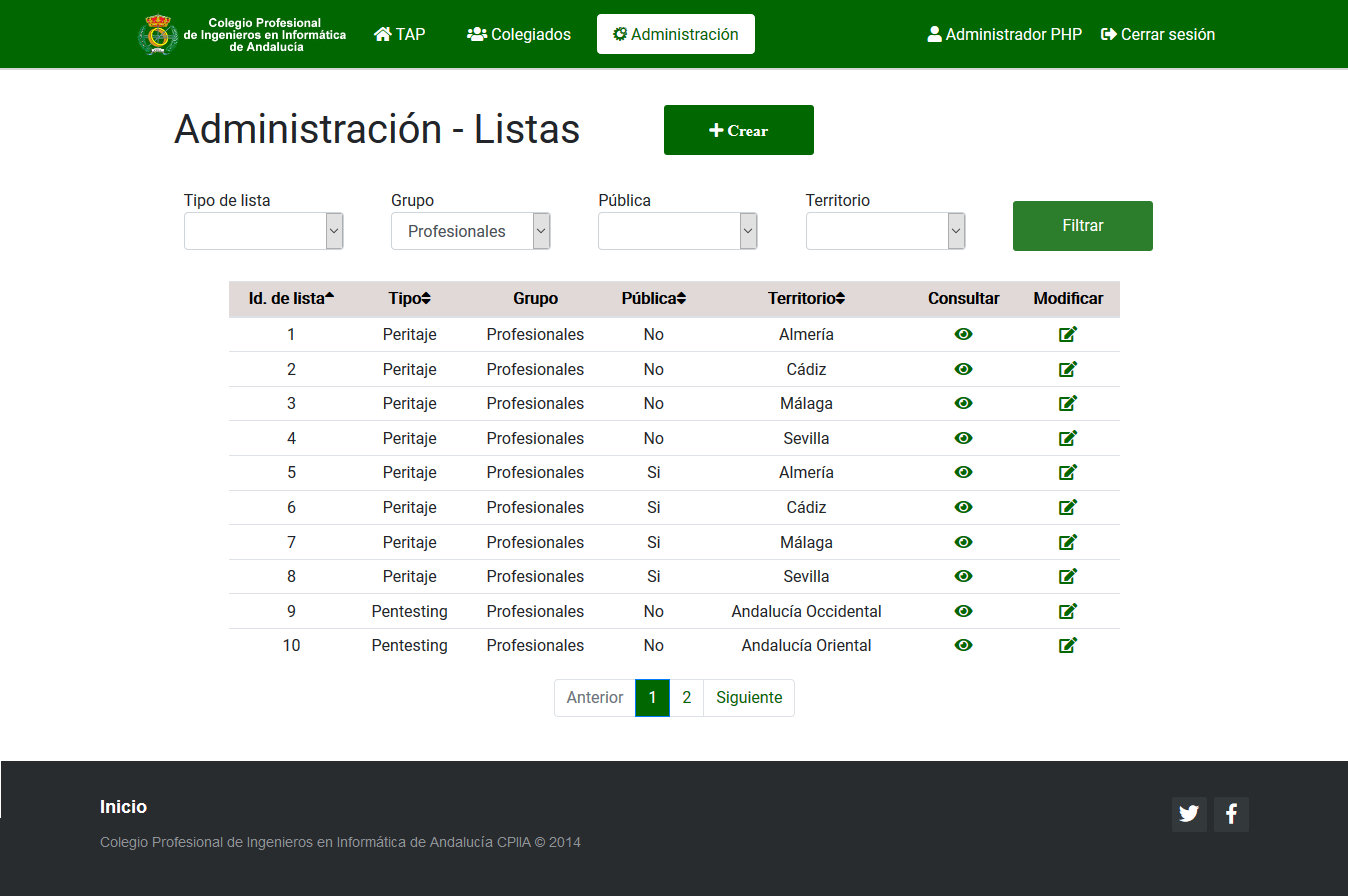 Colegio Profesional
de Ingenieros en Informática
de Andalucía
TAP
Colegiados
Administración
Administrador PHP
Cerrar sesión
Administración - Listas
Crear
Tipo de lista
Grupo
Pública
Territorio
Profesionales
Filtrar
Id. de lista Tipo Grupo Pública Territorio Consultar Modificar
1 Peritaje Profesionales No Almería
2 Peritaje Profesionales No Cádiz
3 Peritaje Profesionales No Málaga
4 Peritaje Profesionales No Sevilla
5 Peritaje Profesionales Si Almería
6 Peritaje Profesionales Si Cádiz
7 Peritaje Profesionales Si Málaga
8 Peritaje Profesionales Si Sevilla
9 Pentesting Profesionales No Andalucía Occidental
10 Pentesting Profesionales No Andalucía Oriental
Anterior 1 2 Siguiente
Inicio
Colegio Profesional de Ingenieros en Informática de Andalucía CPIIA © 2014